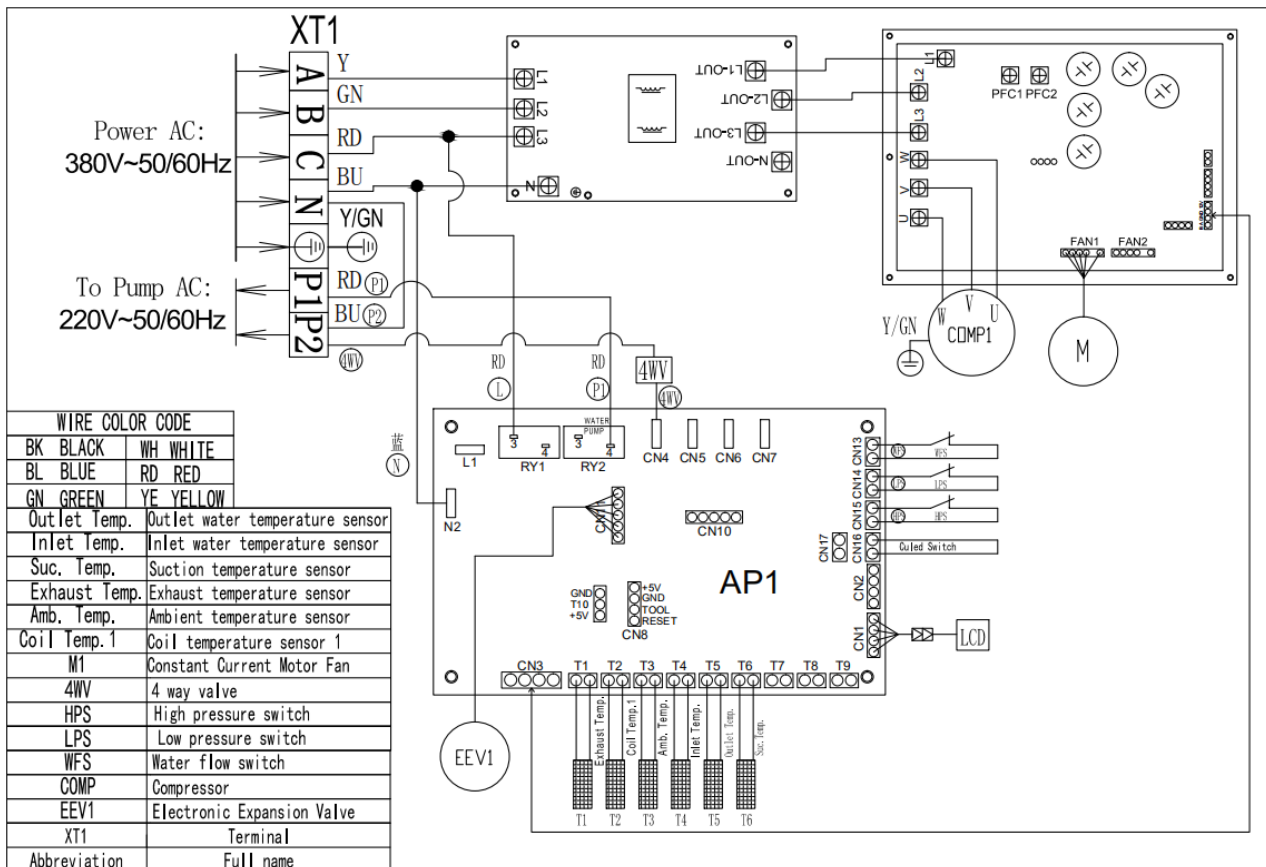 XT1
Power AC:
380V~50/60Hz
To Pump AC:
220V~50/60Hz
A
B
C
N
P1
P2
Y
GN
RD
BU
Y/GN
RD P1
BU P2
4WV
L1
L2
L3
N
L1-OUT
L2-OUT
L3-OUT
N-OUT
L1
L2
L3
W
V
U
PFC1 PFC2
FAN1 FAN2
W V U
COMP1
Y/GN
M
RD
L
RD
P1
4WV
4WV
蓝
N
L1
3
4
RY1
WATER
PUMP
3
4
RY2
CN4 CN5 CN6 CN7
N2
CN10
CN17
AP1
CN13
WFS
CN14
LPS
LPS
CN15
HPS
HPS
CN16
Culed Switch
CN2
CN1
LCD
GND
T10
+5V
+5V
GND
TOOL
RESET
CN8
CN3 T1 T2 T3 T4 T5 T6 T7 T8 T9
Exhaust Temp.
Coil Temp.1
Amb. Temp.
Inlet Temp.
Outlet Temp.
Suc. Temp.
T1 T2 T3 T4 T5 T6
EEV1
WIRE COLOR CODE
BK BLACK WH WHITE
BL BLUE RD RED
GN GREEN YE YELLOW
Outlet Temp. Outlet water temperature sensor
Inlet Temp. Inlet water temperature sensor
Suc. Temp. Suction temperature sensor
Exhaust Temp. Exhaust temperature sensor
Amb. Temp. Ambient temperature sensor
Coil Temp.1 Coil temperature sensor 1
M1 Constant Current Motor Fan
4WV 4 way valve
HPS High pressure switch
LPS Low pressure switch
WFS Water flow switch
COMP Compressor
EEV1 Electronic Expansion Valve
XT1 Terminal
Abbreviation Full name